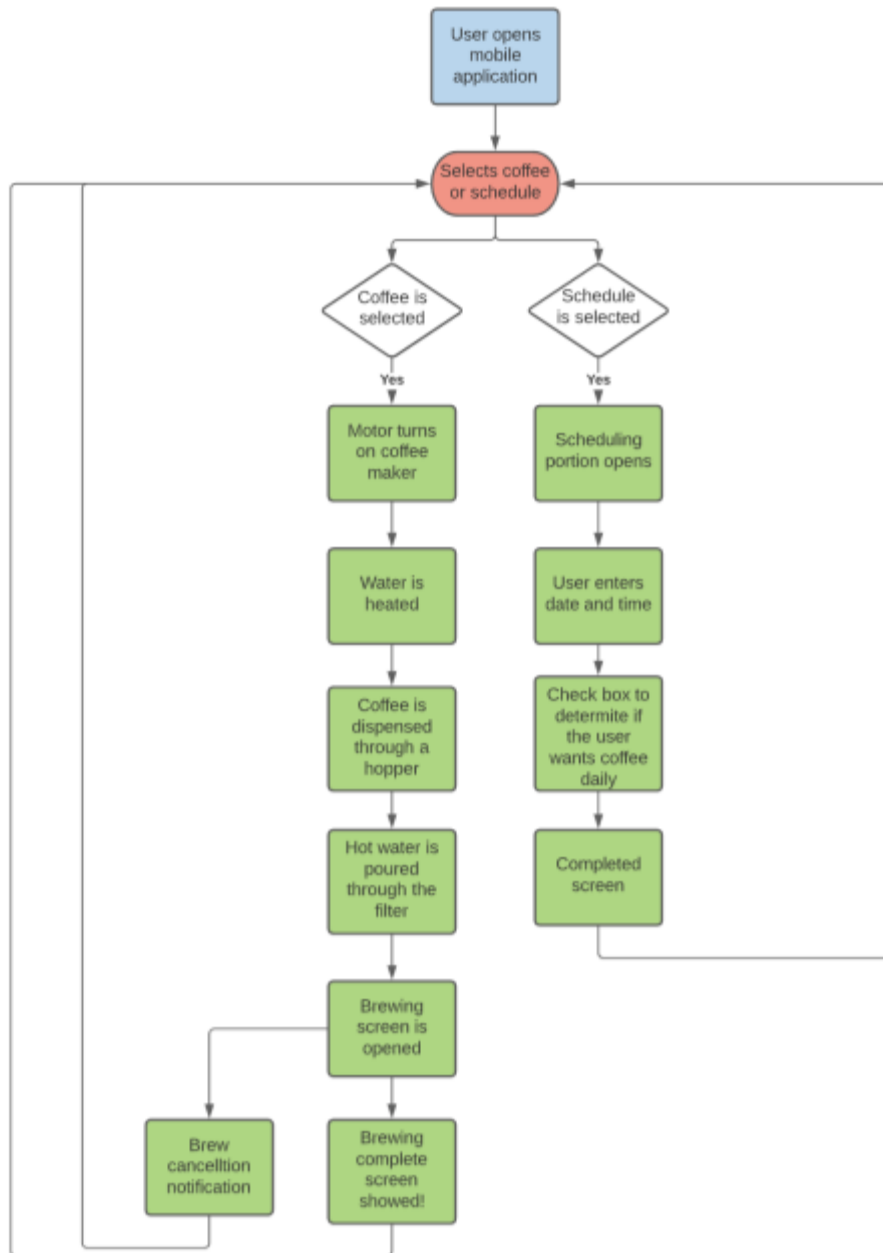 User opens
mobile
application
Selects coffee
or schedule
Coffee is
selected
Schedule
is selected
Yes
Yes
Motor turns
on coffee
maker
Scheduling
portion opens
Water is
heated
User enters
date and time
Coffee is
dispensed
through a
hopper
Check box to
determite if
the user
wants coffee
daily
Hot water is
poured
through the
filter
Completed
screen
Brewing
screen is
opened
Brew
cancelltion
notification
Brewing
complete
screen
showed!